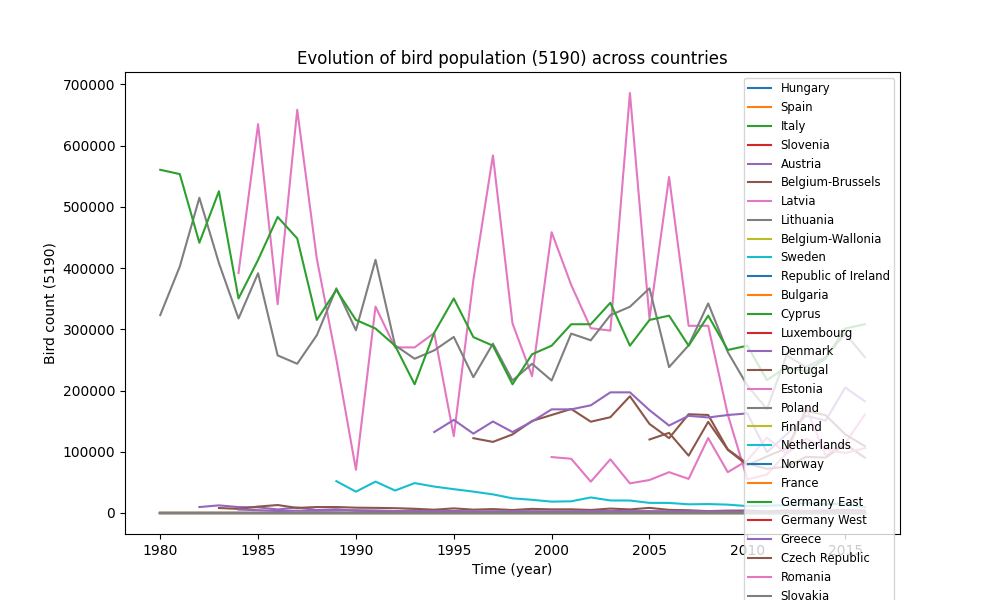 Evolution of bird population (5190) across countries
700000
600000
500000
400000
300000
200000
100000
0
Bird count (5190)
1980
1985
1990
1995
2000
2005
2010
2015
Time (year)
Hungary
Spain
Italy
Slovenia
Austria
Belgium-Brussels
Latvia
Lithuania
Belgium-Wallonia
Sweden
Republic of Ireland
Bulgaria
Cyprus
Luxembourg
Denmark
Portugal
Estonia
Poland
Finland
Netherlands
Norway
France
Germany East
Germany West
Greece
Czech Republic
Romania
Slovakia